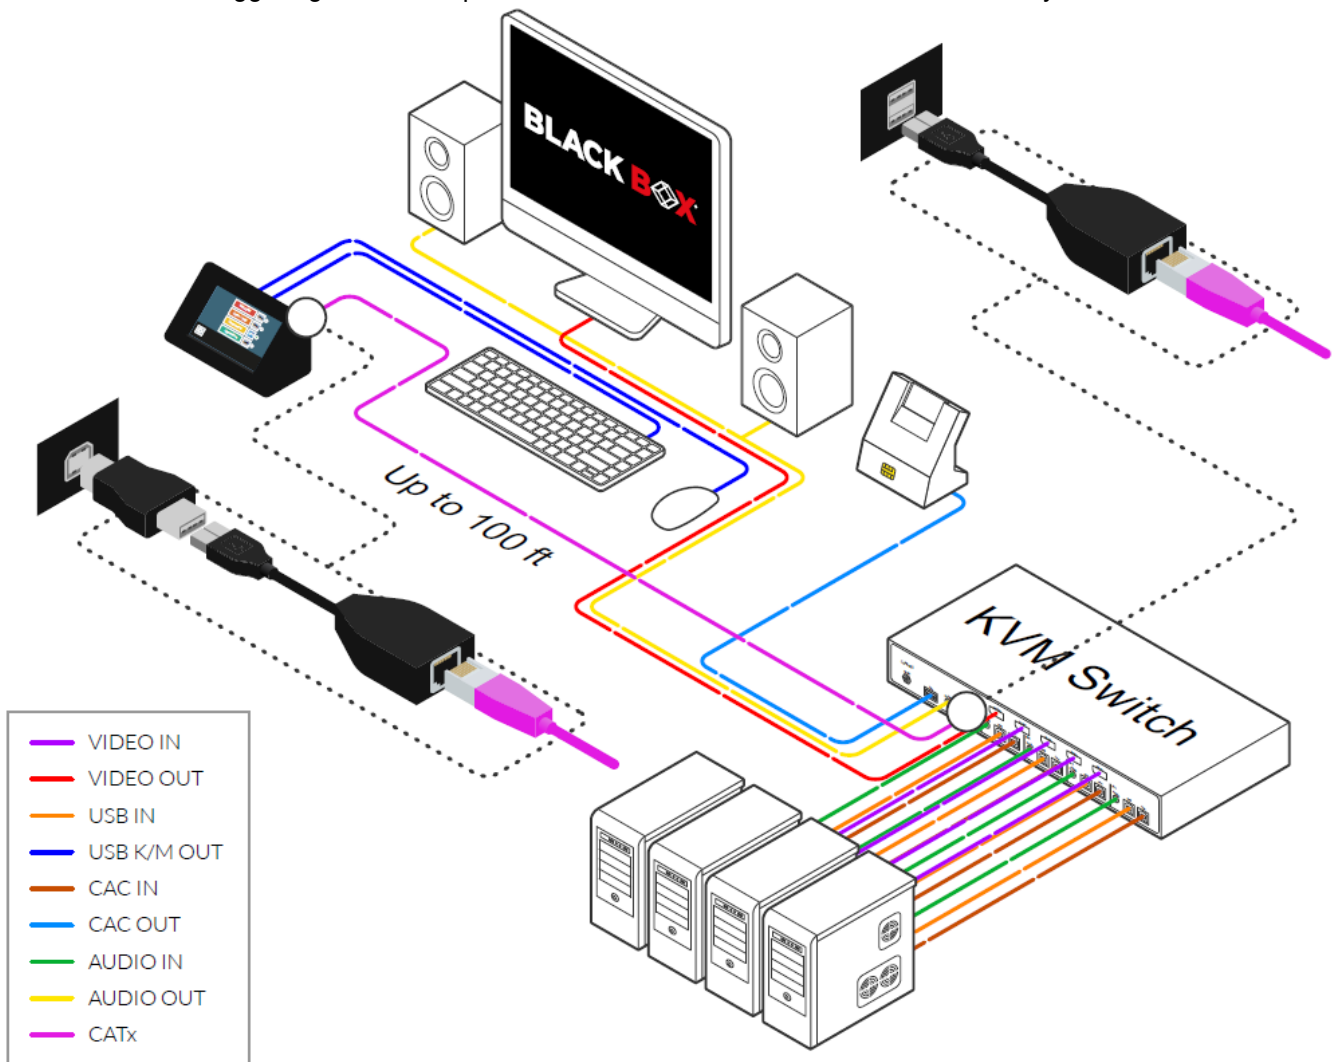 BLACK BOX
Up to 100 ft
KVM Switch
VIDEO IN
VIDEO OUT
USB IN
USB K/M OUT
CAC IN
CAC OUT
AUDIO IN
AUDIO OUT
CATx